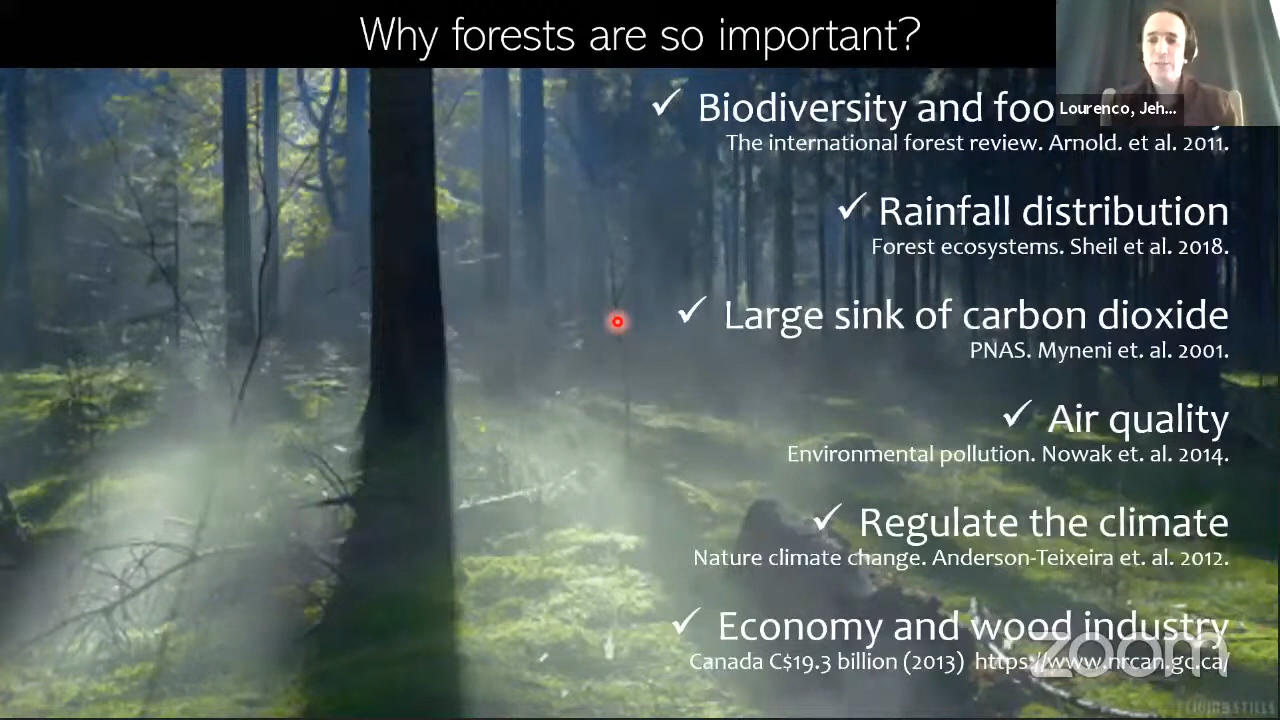 Why forests are so important?
✓ Biodiversity and foo
Lourenco, Jeh...
The international forest review. Arnold. et al. 2011.
✓ Rainfall distribution
Forest ecosystems. Sheil et al. 2018.
✓ Large sink of carbon dioxide
PNAS. Myneni et. al. 2001.
✓ Air quality
Environmental pollution. Nowak et. al. 2014.
✓ Regulate the climate
Nature climate change. Anderson-Teixeira et. al. 2012.
✓ Economy and wood industry
Canada C$19.3 billion (2013) https://www.nrcan.gc.ca/
zoom